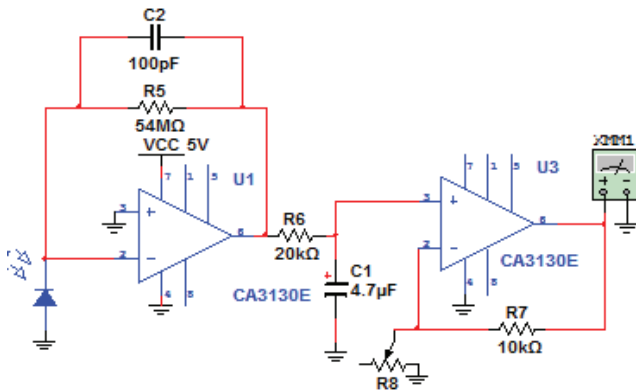 C2
100pF
R5
54MΩ
VCC 5V
7 1 5
U1
3
+
2
−
6
4 8
R6
20kΩ
CA3130E
+
C1
4.7µF
7 1 5
U3
3
+
2
−
6
4 8
CA3130E
XMM1
+ −
R7
10kΩ
R8